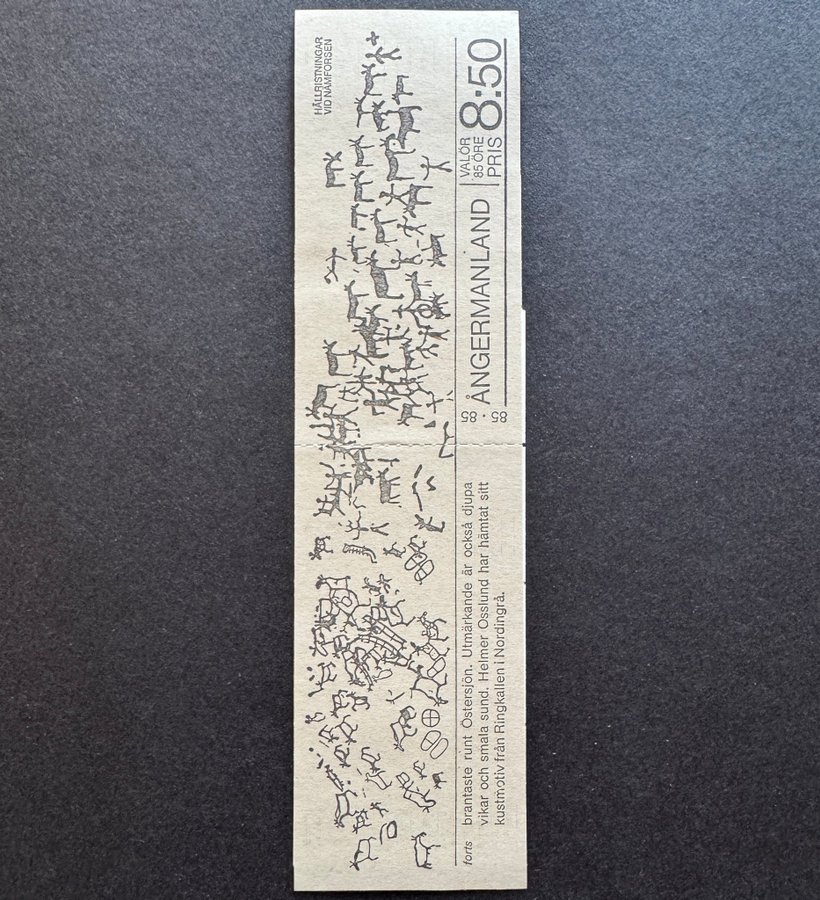 HÄLLRISTNINGAR
VID NÄMFORSEN
85 · 85
ÅNGERMANLAND
VALÖR
85 ÖRE
PRIS 8:50
forts brantaste runt Östersjön. Utmärkande är också djupa
vikar och smala sund. Helmer Osslund har hämtat sitt
kustmotiv från Ringkallen i Nordingrå.